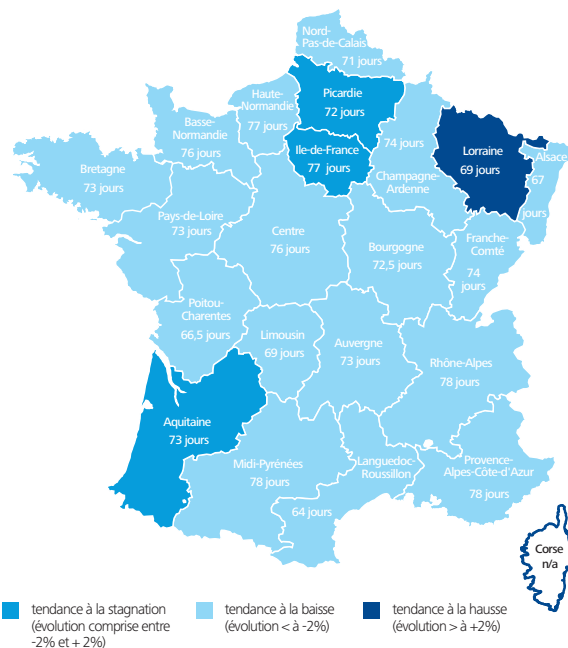 Nord-
Pas-de-Calais
71 jours
Picardie
72 jours
Haute-
Normandie
77 jours
Basse-
Normandie
76 jours
Ile-de-France
77 jours
74 jours
Champagne-
Ardenne
Lorraine
69 jours
Alsace
67
jours
Bretagne
73 jours
Pays-de-Loire
73 jours
Centre
76 jours
Bourgogne
72,5 jours
Franche-
Comté
74
jours
Poitou-
Charentes
66,5 jours
Limousin
69 jours
Auvergne
73 jours
Rhône-Alpes
78 jours
Aquitaine
73 jours
Midi-Pyrénées
78 jours
Languedoc-
Roussillon
64 jours
Provence-
Alpes-Côte-d'Azur
78 jours
Corse
n/a
tendance à la stagnation
(évolution comprise entre
-2% et + 2%)
tendance à la baisse
(évolution < à -2%)
tendance à la hausse
(évolution > à +2%)